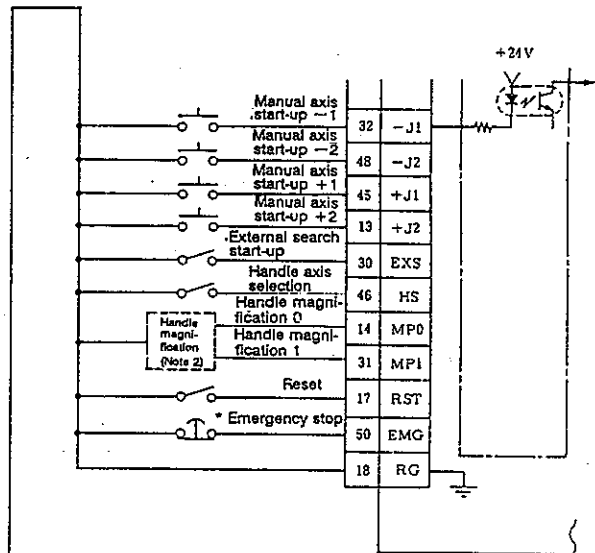 +24V
Manual axis
start-up −1
32 −J1
Manual axis
start-up −2
48 −J2
Manual axis
start-up +1
45 +J1
Manual axis
start-up +2
13 +J2
External search
start-up
30 EXS
Handle axis
selection
46 HS
Handle magni-
fication 0
14 MP0
Handle magni-
fication 1
31 MP1
Handle
magni-
fication
(Note 2)
Reset
17 RST
* Emergency stop
50 EMG
18 RG